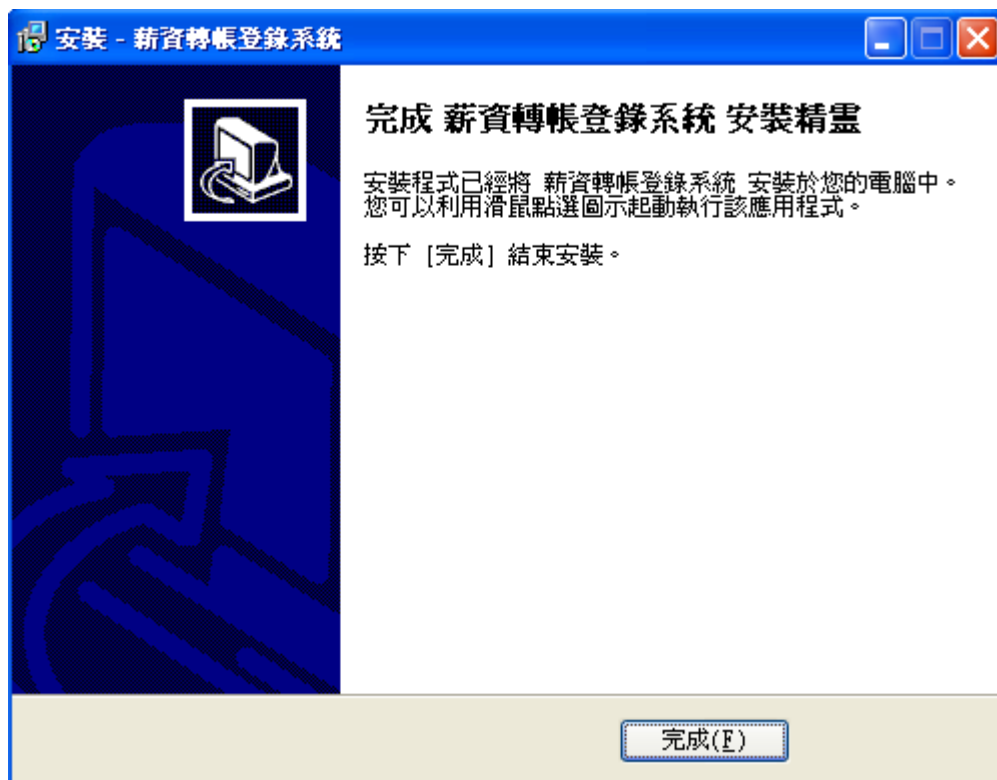 安裝 - 薪資轉帳登錄系統
完成 薪資轉帳登錄系統 安裝精靈
安裝程式已經將 薪資轉帳登錄系統 安裝於您的電腦中。
您可以利用滑鼠點選圖示起動執行該應用程式。
按下 [完成] 結束安裝。
完成(F)